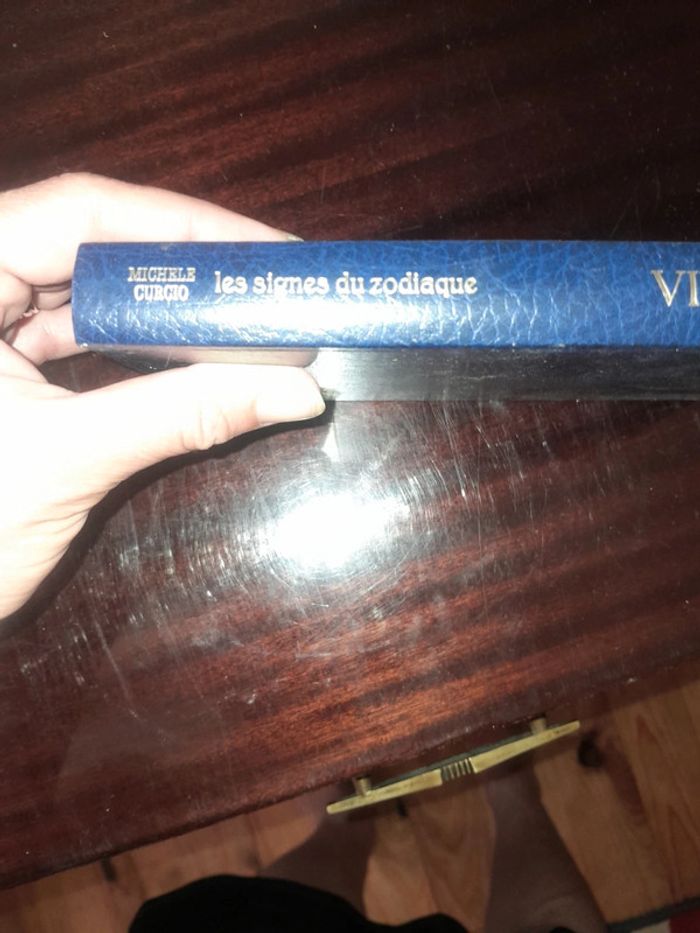 MICHELE
CURCIO
les signes du zodiaque